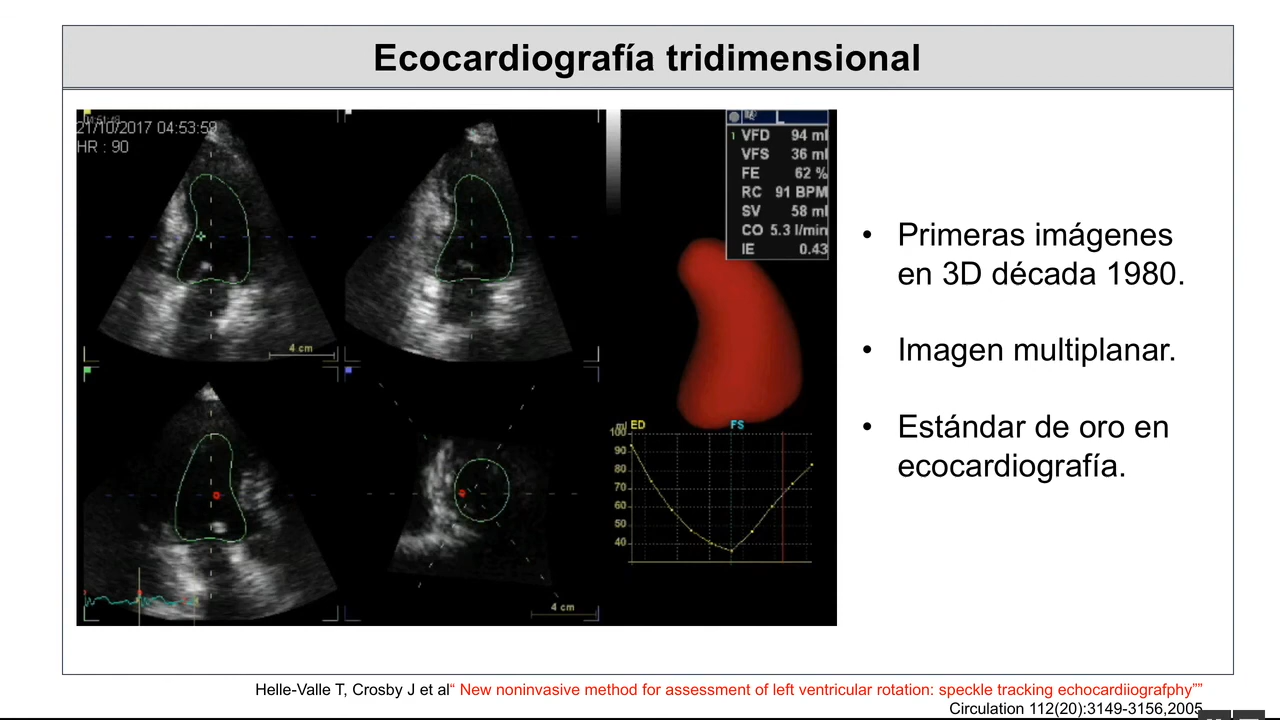 Ecocardiografía tridimensional
21/10/2017 04:53:59
HR : 90
4 cm
4 cm
1 VFD 94 ml
VFS 36 ml
FE 62 %
RC 91 BPM
SV 58 ml
CO 5.3 l/min
IE 0.43
ml ED FS
100
90
80
70
60
50
40
• Primeras imágenes
en 3D década 1980.
• Imagen multiplanar.
• Estándar de oro en
ecocardiografía.
Helle-Valle T, Crosby J et al“ New noninvasive method for assessment of left ventricular rotation: speckle tracking echocardiiografphy””
Circulation 112(20):3149-3156,2005